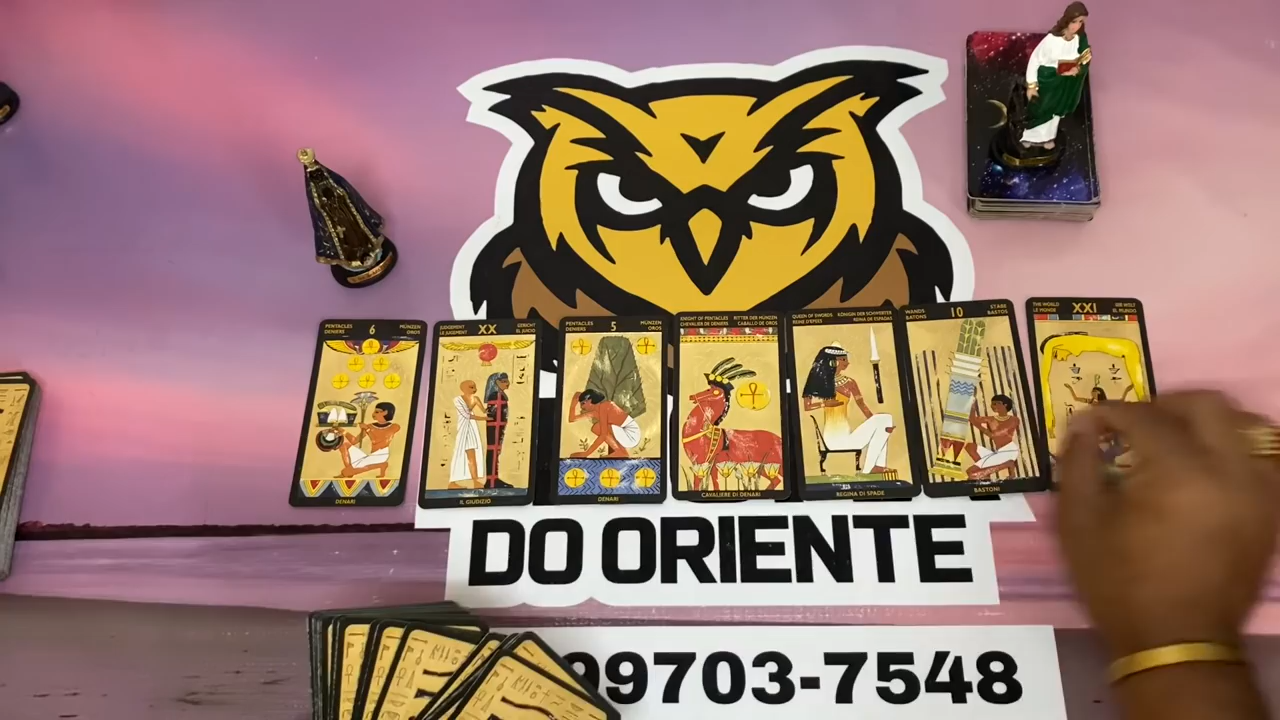 PENTACLES
DENIERS
6
MÜNZEN
OROS
DENARI
JUDGEMENT
LE JUGEMENT
XX
GERICHT
EL JUICIO
IL GIUDIZIO
PENTACLES
DENIERS
5
MÜNZEN
OROS
DENARI
KNIGHT OF PENTACLES
CHEVALIER DE DENIERS
RITTER DER MÜNZEN
CABALLO DE OROS
CAVALIERE DI DENARI
QUEEN OF SWORDS
REINE D'EPEES
KÖNIGIN DER SCHWERTER
REINA DE ESPADAS
REGINA DI SPADE
WANDS
BATONS
10
STÄBE
BASTOS
BASTONI
THE WORLD
LE MONDE
XXI
DIE WELT
EL MUNDO
DO ORIENTE
99703-7548